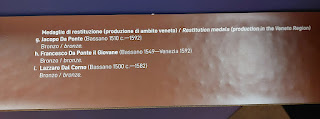 Medaglie di restituzione (produzione di ambito veneto) / Restitution medals (production in the Veneto Region)
g. Jacopo Da Ponte (Bassano 1510 c.—1592)
Bronzo / bronze.
h. Francesco Da Ponte il Giovane (Bassano 1549—Venezia 1592)
Bronzo / bronze.
i. Lazzaro Dal Corno (Bassano 1500 c.—1582)
Bronzo / bronze.